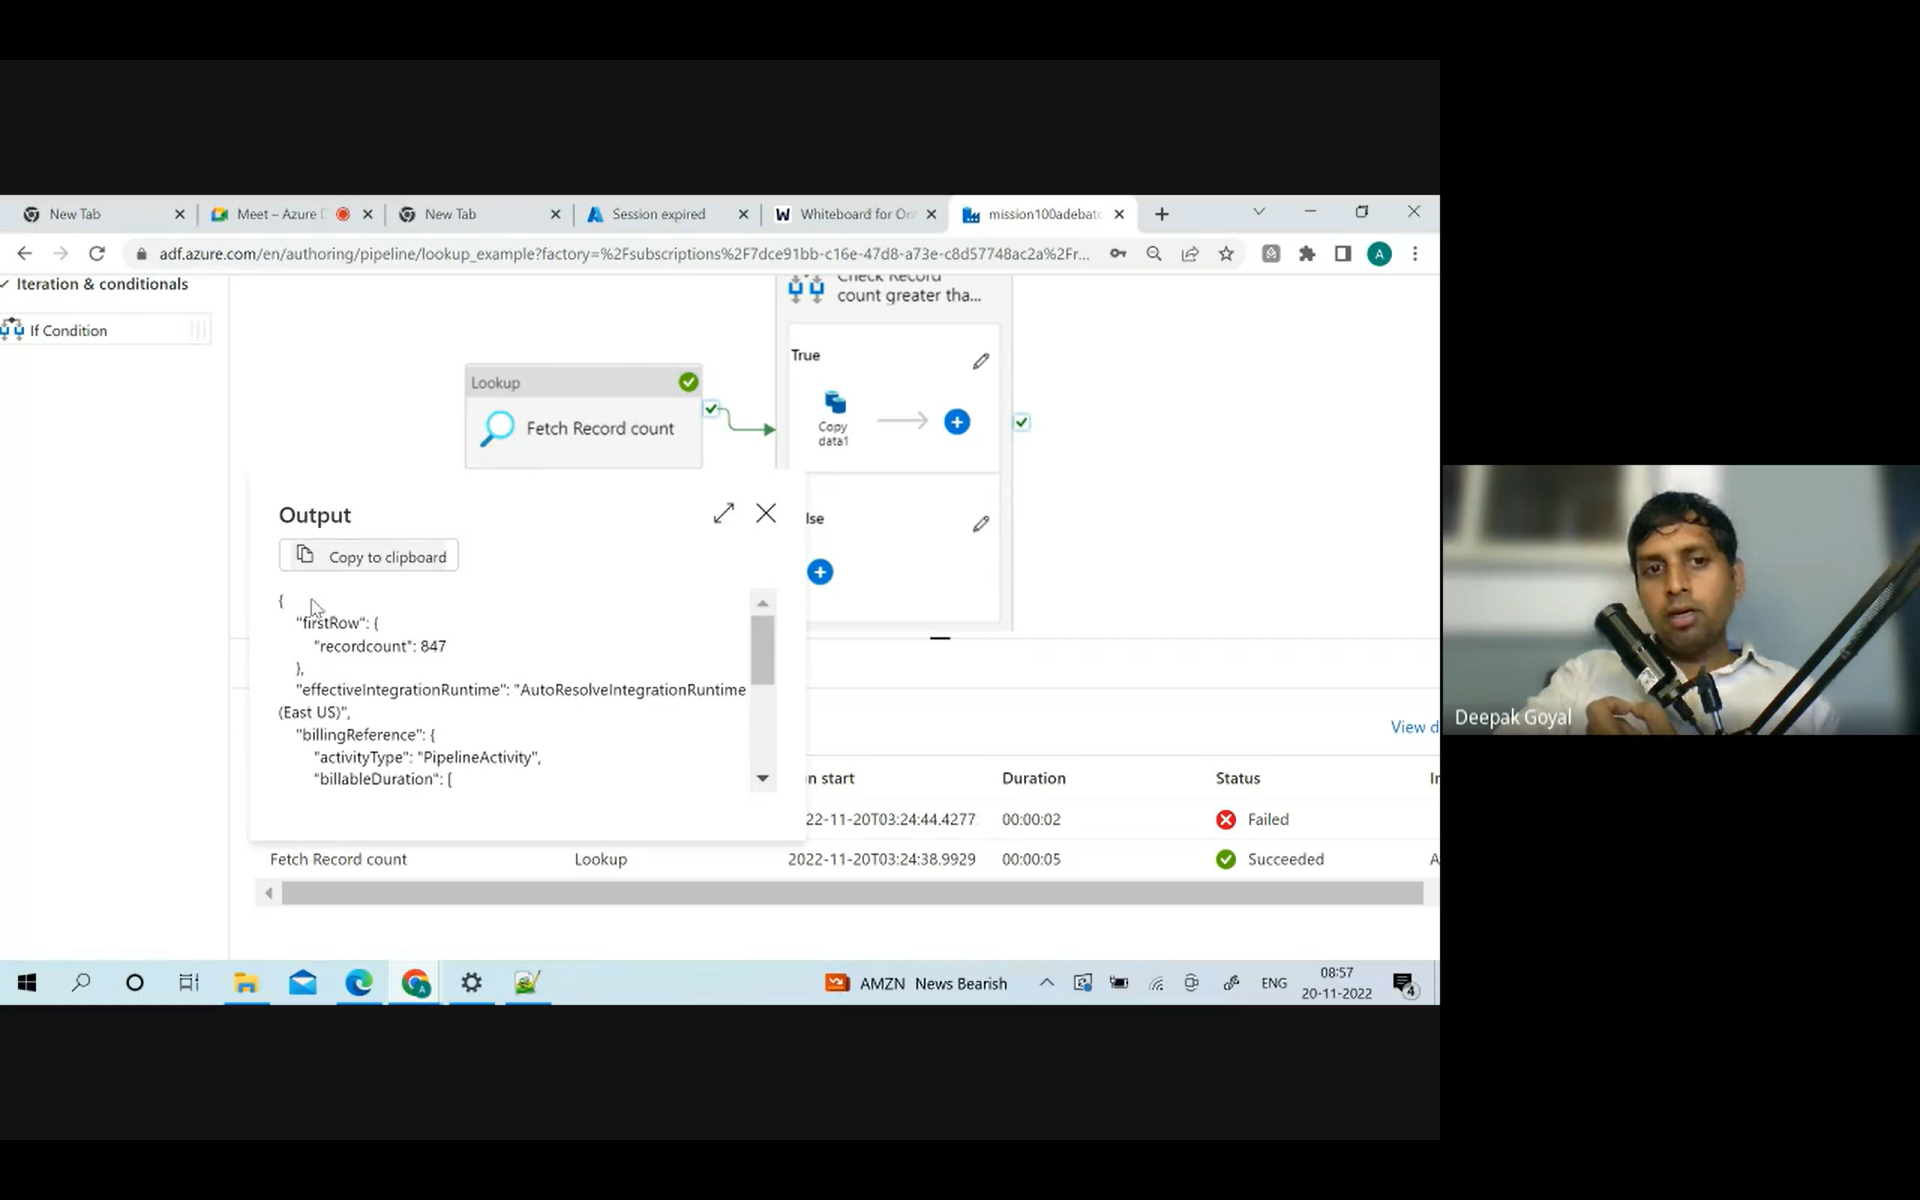 New Tab
Meet – Azure D
New Tab
Session expired
Whiteboard for On
mission100adebat
adf.azure.com/en/authoring/pipeline/lookup_example?factory=%2Fsubscriptions%2F7dce91bb-c16e-47d8-a73e-c8d57748ac2a%2Fr...
A
Iteration & conditionals
If Condition
Check Record
count greater tha...
True
Copy
data1
Lookup
Fetch Record count
lse
Output
Copy to clipboard
{
"firstRow": {
"recordcount": 847
},
"effectiveIntegrationRuntime": "AutoResolveIntegrationRuntime
(East US)",
"billingReference": {
"activityType": "PipelineActivity",
"billableDuration": [
View d
n start
Duration
Status
In
22-11-20T03:24:44.4277
00:00:02
Failed
Fetch Record count
Lookup
2022-11-20T03:24:38.9929
00:00:05
Succeeded
A
AMZN News Bearish
ENG
08:57
20-11-2022
4
Deepak Goyal